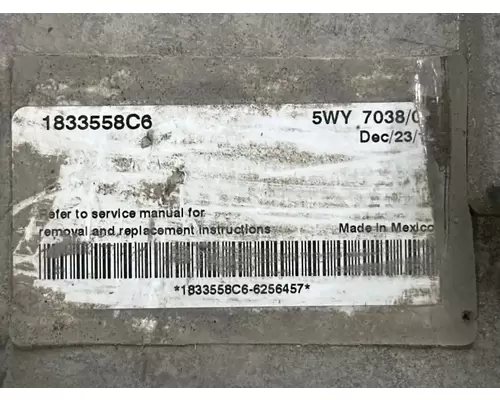 1833558C6 5WY 7038/0
Dec/23/
efer to service manual for
removal and replacement instructions Made in Mexico
*1833558C6-6256457*